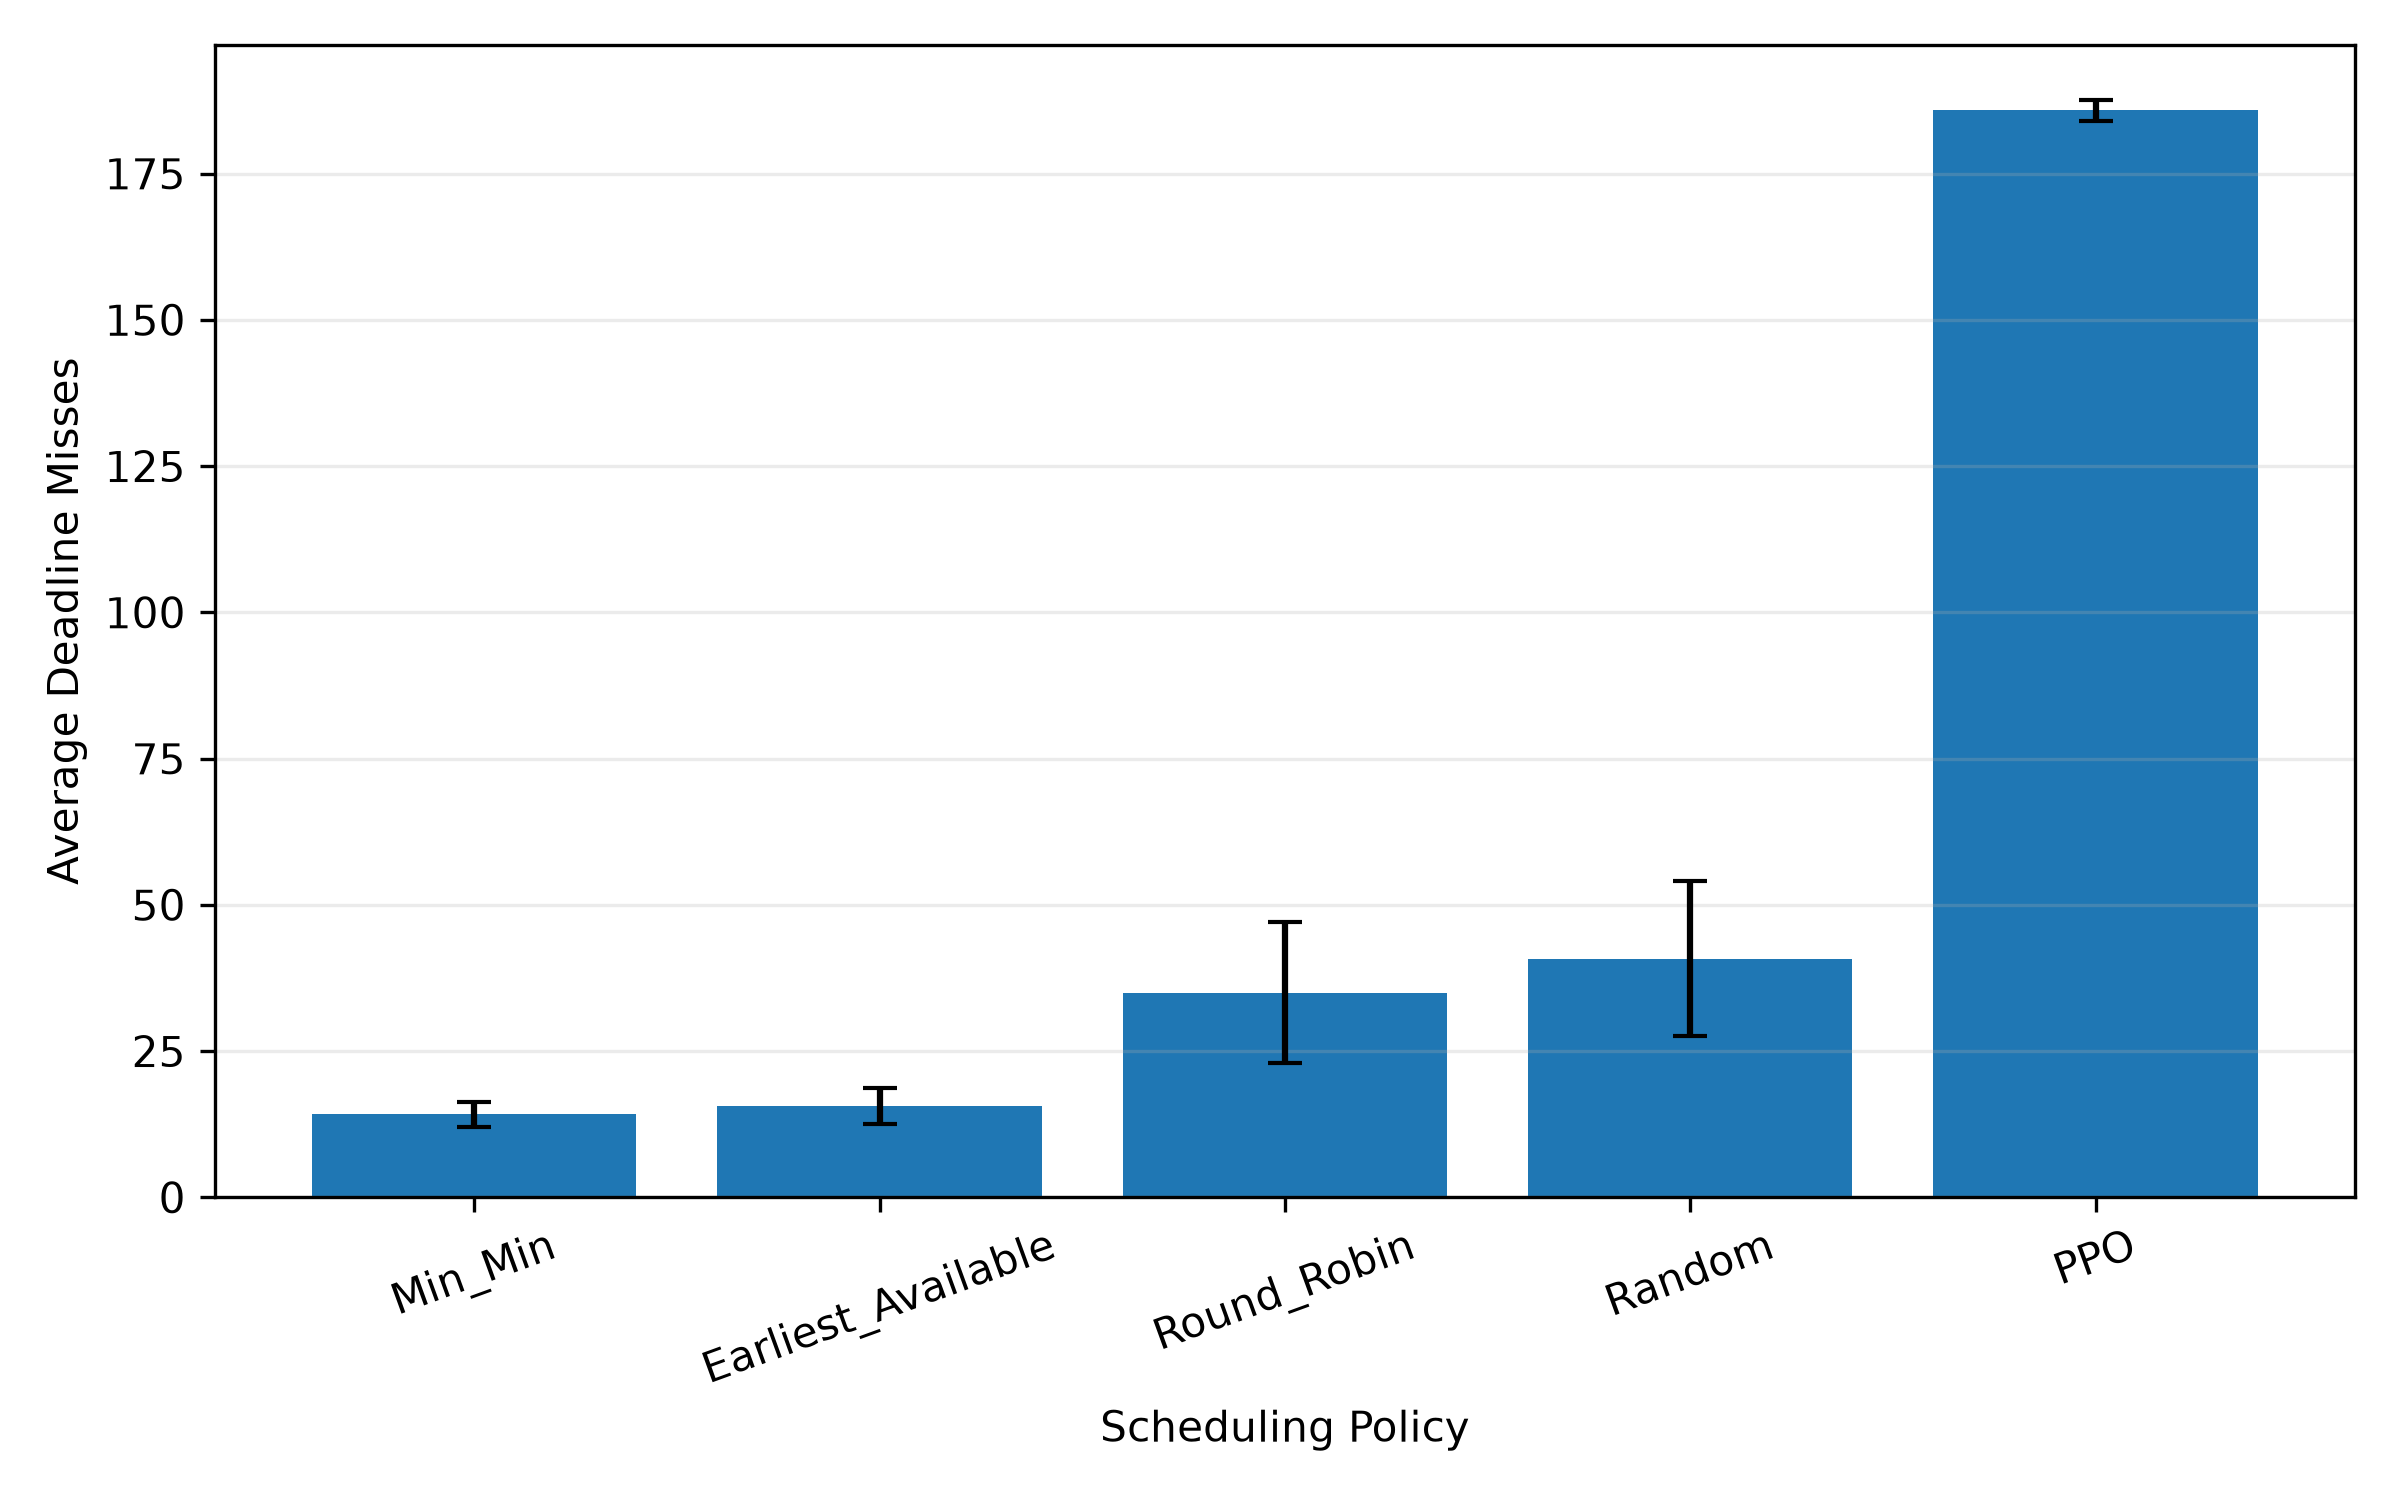 Average Deadline Misses
175
150
125
100
75
50
25
0
Min_Min
Earliest_Available
Round_Robin
Random
PPO
Scheduling Policy